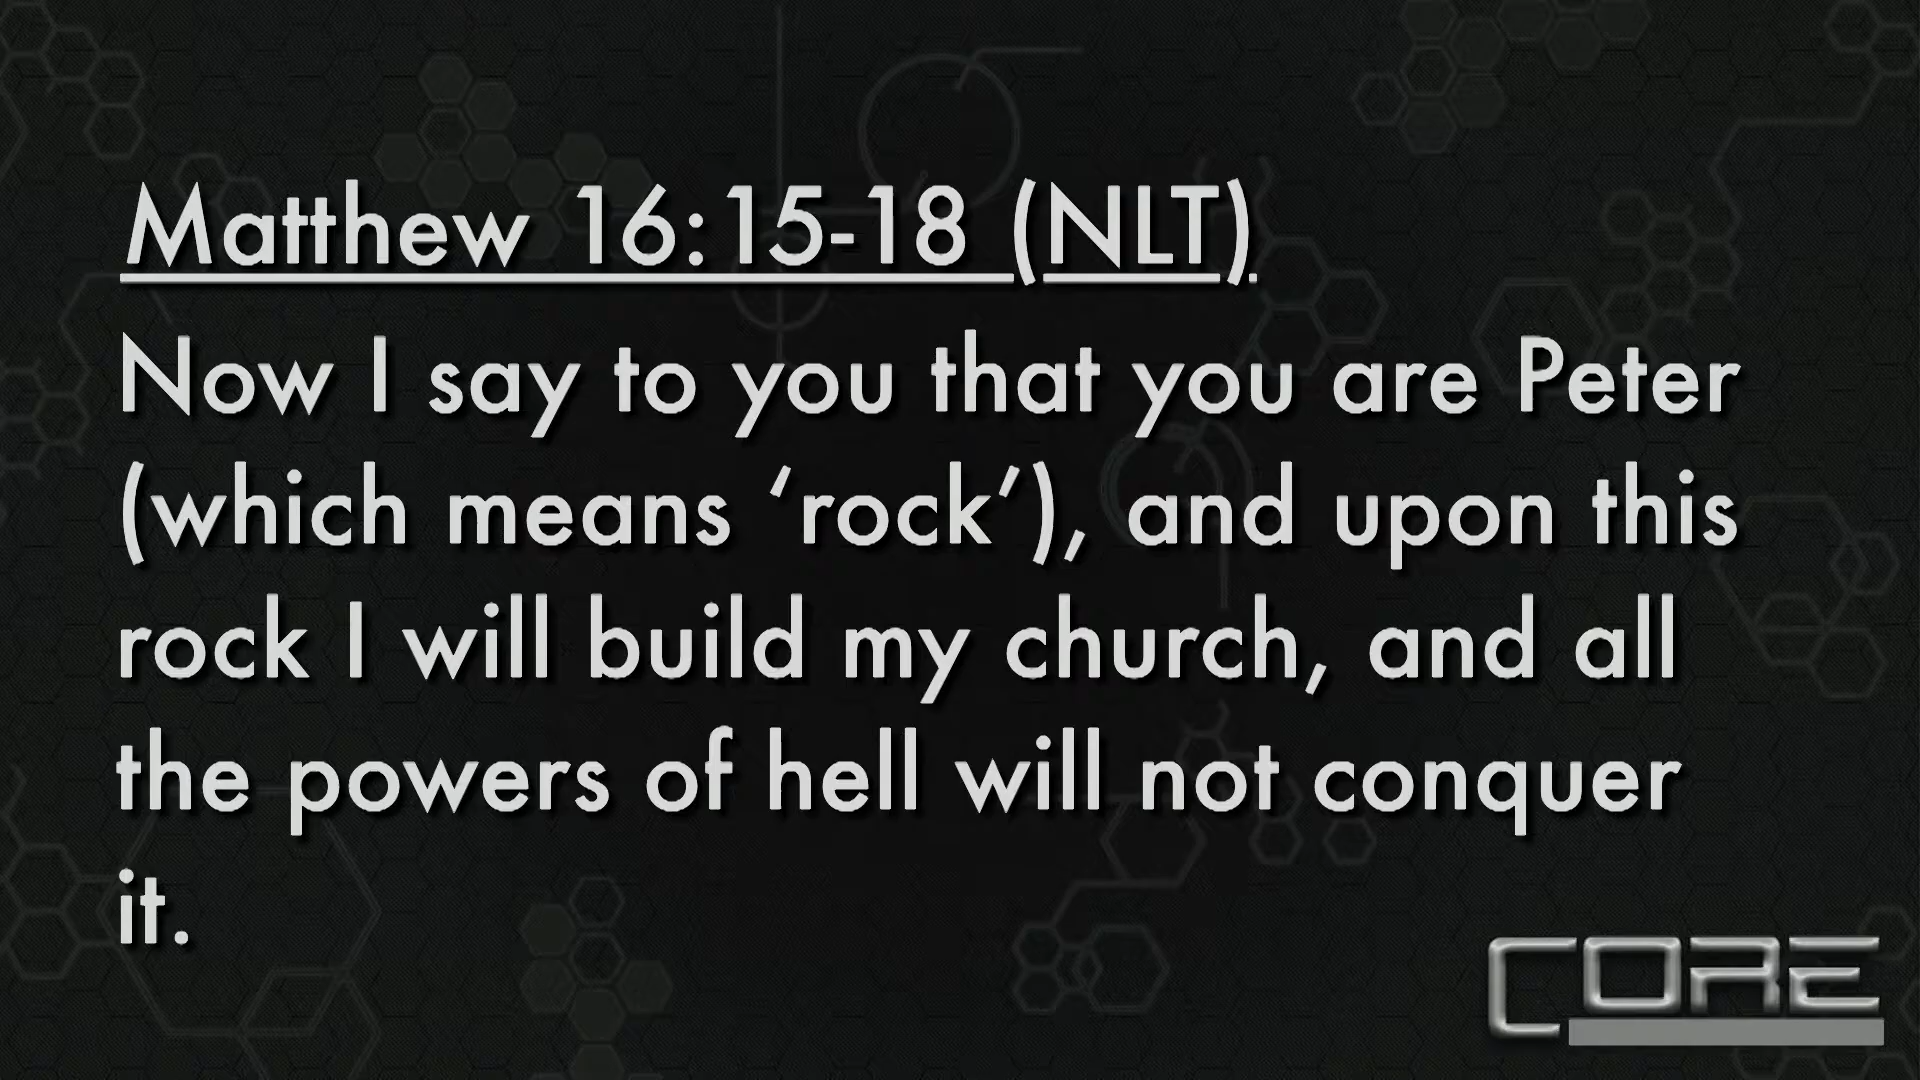 Matthew 16:15-18 (NLT)
Now I say to you that you are Peter
(which means ‘rock’), and upon this
rock I will build my church, and all
the powers of hell will not conquer
it.
CORE